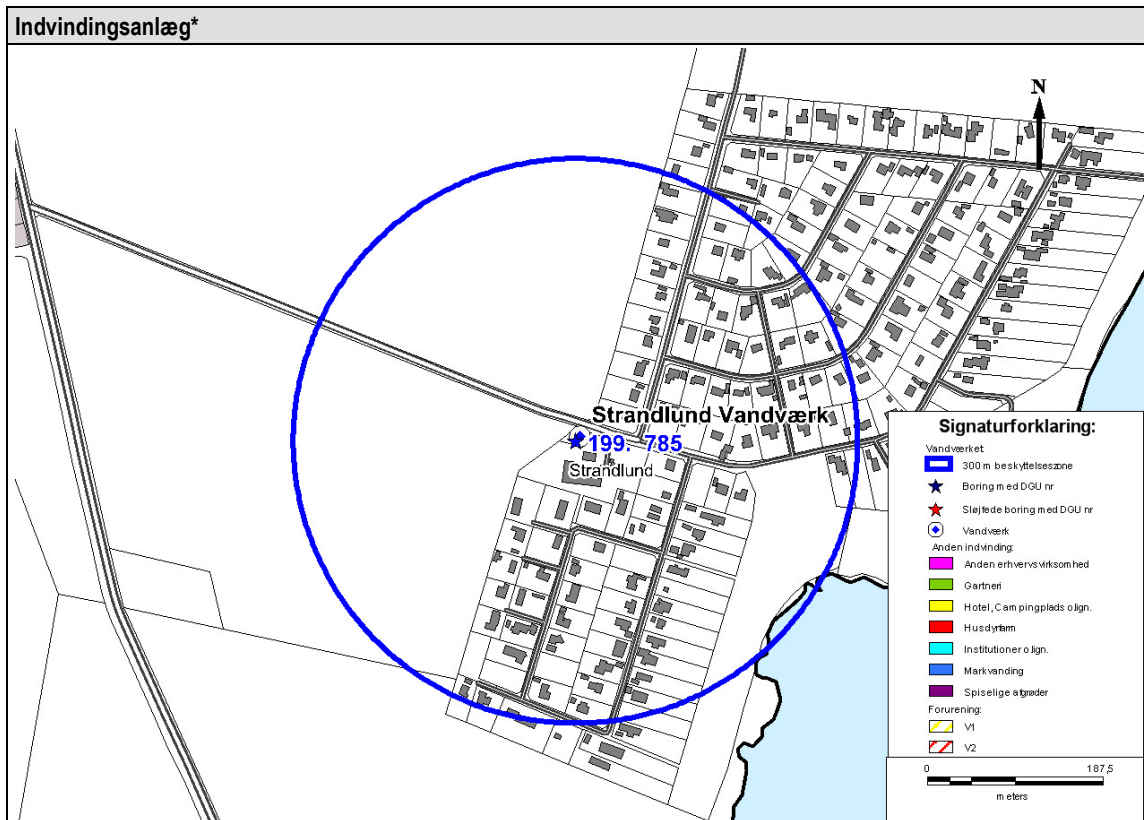 Indvindingsanlæg*
N
Strandlund Vandværk
199. 785
Strandlund
Signaturforklaring:
Vandværket
300 m beskyttelseszone
Boring med DGU nr
Sløjfede boring med DGU nr
Vandværk
Anden indvinding:
Anden erhvervsvirksomhed
Gartneri
Hotel, Campingplads o.lign.
Husdyrfarm
Institutioner o.lign.
Markvanding
Spiselige afgrøder
Forurening:
V1
V2
0 187,5
meters